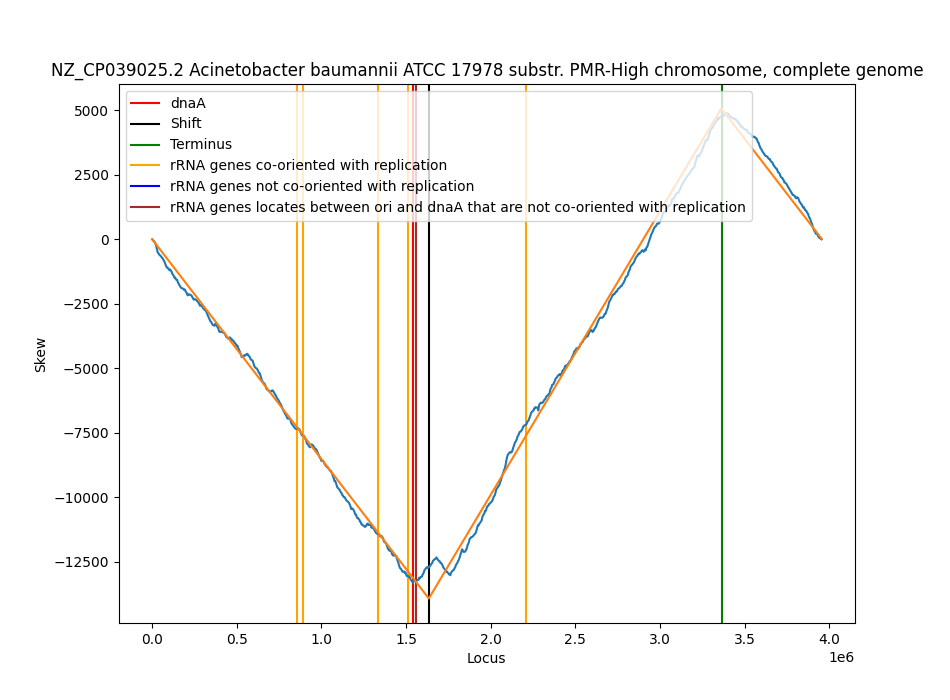 NZ_CP039025.2 Acinetobacter baumannii ATCC 17978 substr. PMR-High chromosome, complete genome
dnaA
Shift
Terminus
rRNA genes co-oriented with replication
rRNA genes not co-oriented with replication
rRNA genes locates between ori and dnaA that are not co-oriented with replication
5000
2500
0
−2500
−5000
−7500
−10000
−12500
Skew
0.0 0.5 1.0 1.5 2.0 2.5 3.0 3.5 4.0
1e6
Locus